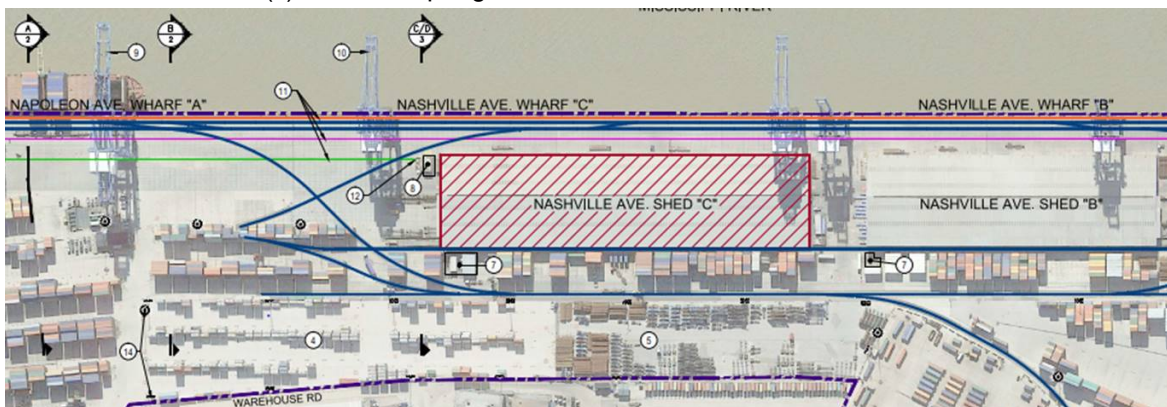 MISSISSIPPI RIVER
A
2
B
2
C/D
3
9
10
11
NAPOLEON AVE. WHARF "A"
NASHVILLE AVE. WHARF "C"
NASHVILLE AVE. WHARF "B"
12
8
NASHVILLE AVE. SHED "C"
NASHVILLE AVE. SHED "B"
7
7
14
4
5
WAREHOUSE RD